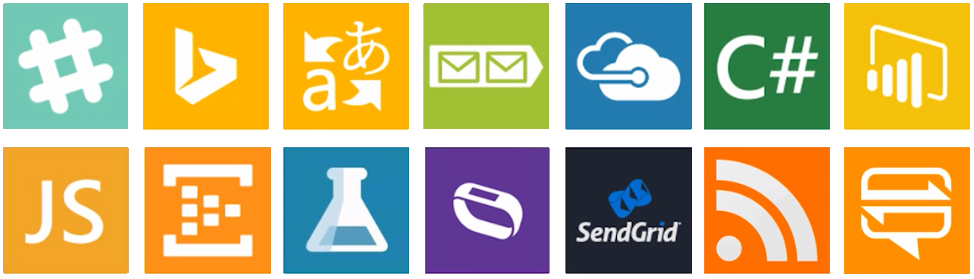 あ
a
C#
JS
SendGrid